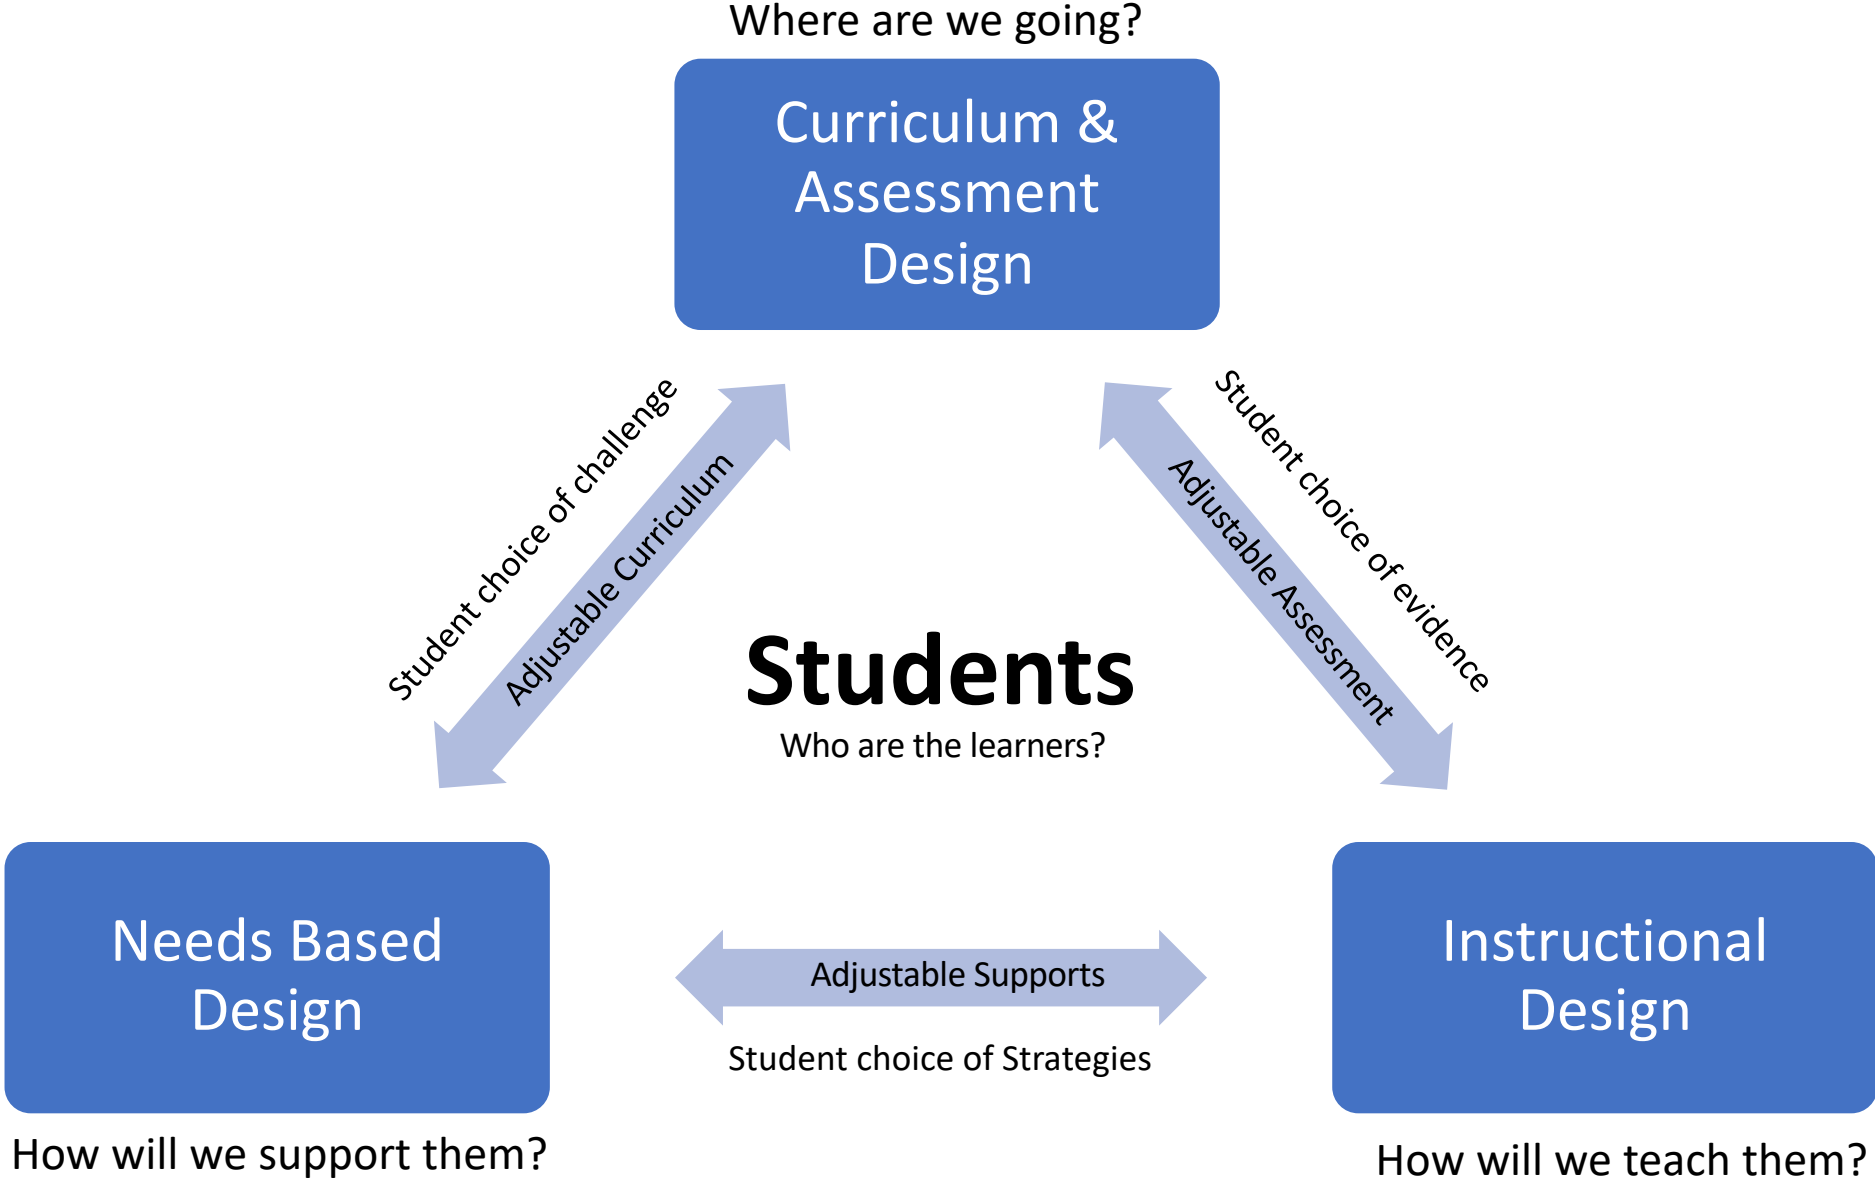 Where are we going?
Curriculum &
Assessment
Design
Student choice of challenge
Adjustable Curriculum
Student choice of evidence
Adjustable Assessment
Students
Who are the learners?
Needs Based
Design
Adjustable Supports
Student choice of Strategies
Instructional
Design
How will we support them?
How will we teach them?